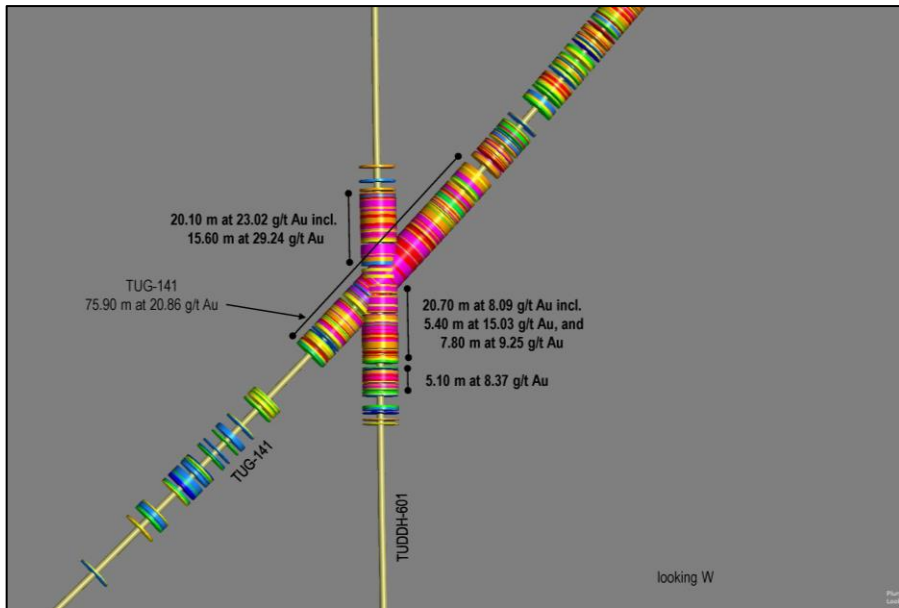 20.10 m at 23.02 g/t Au incl.
15.60 m at 29.24 g/t Au
TUG-141
75.90 m at 20.86 g/t Au
20.70 m at 8.09 g/t Au incl.
5.40 m at 15.03 g/t Au, and
7.80 m at 9.25 g/t Au
5.10 m at 8.37 g/t Au
TUG-141
TUDDH-601
looking W